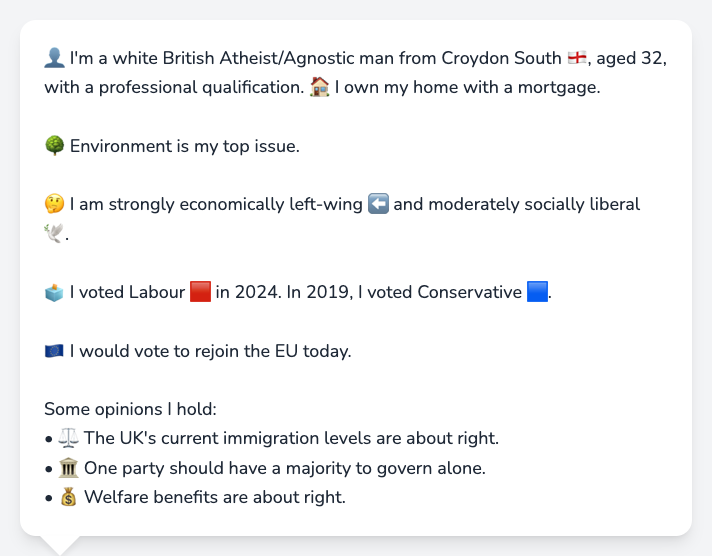 👤 I'm a white British Atheist/Agnostic man from Croydon South 🏴󠁧󠁢󠁥󠁮󠁧󠁿, aged 32,
with a professional qualification. 🏠 I own my home with a mortgage.
🌳 Environment is my top issue.
🤔 I am strongly economically left-wing ⬅️ and moderately socially liberal
🕊️.
🗳️ I voted Labour 🟥 in 2024. In 2019, I voted Conservative 🟦.
🇪🇺 I would vote to rejoin the EU today.
Some opinions I hold:
• ⚖️ The UK's current immigration levels are about right.
• 🏛️ One party should have a majority to govern alone.
• 💰 Welfare benefits are about right.